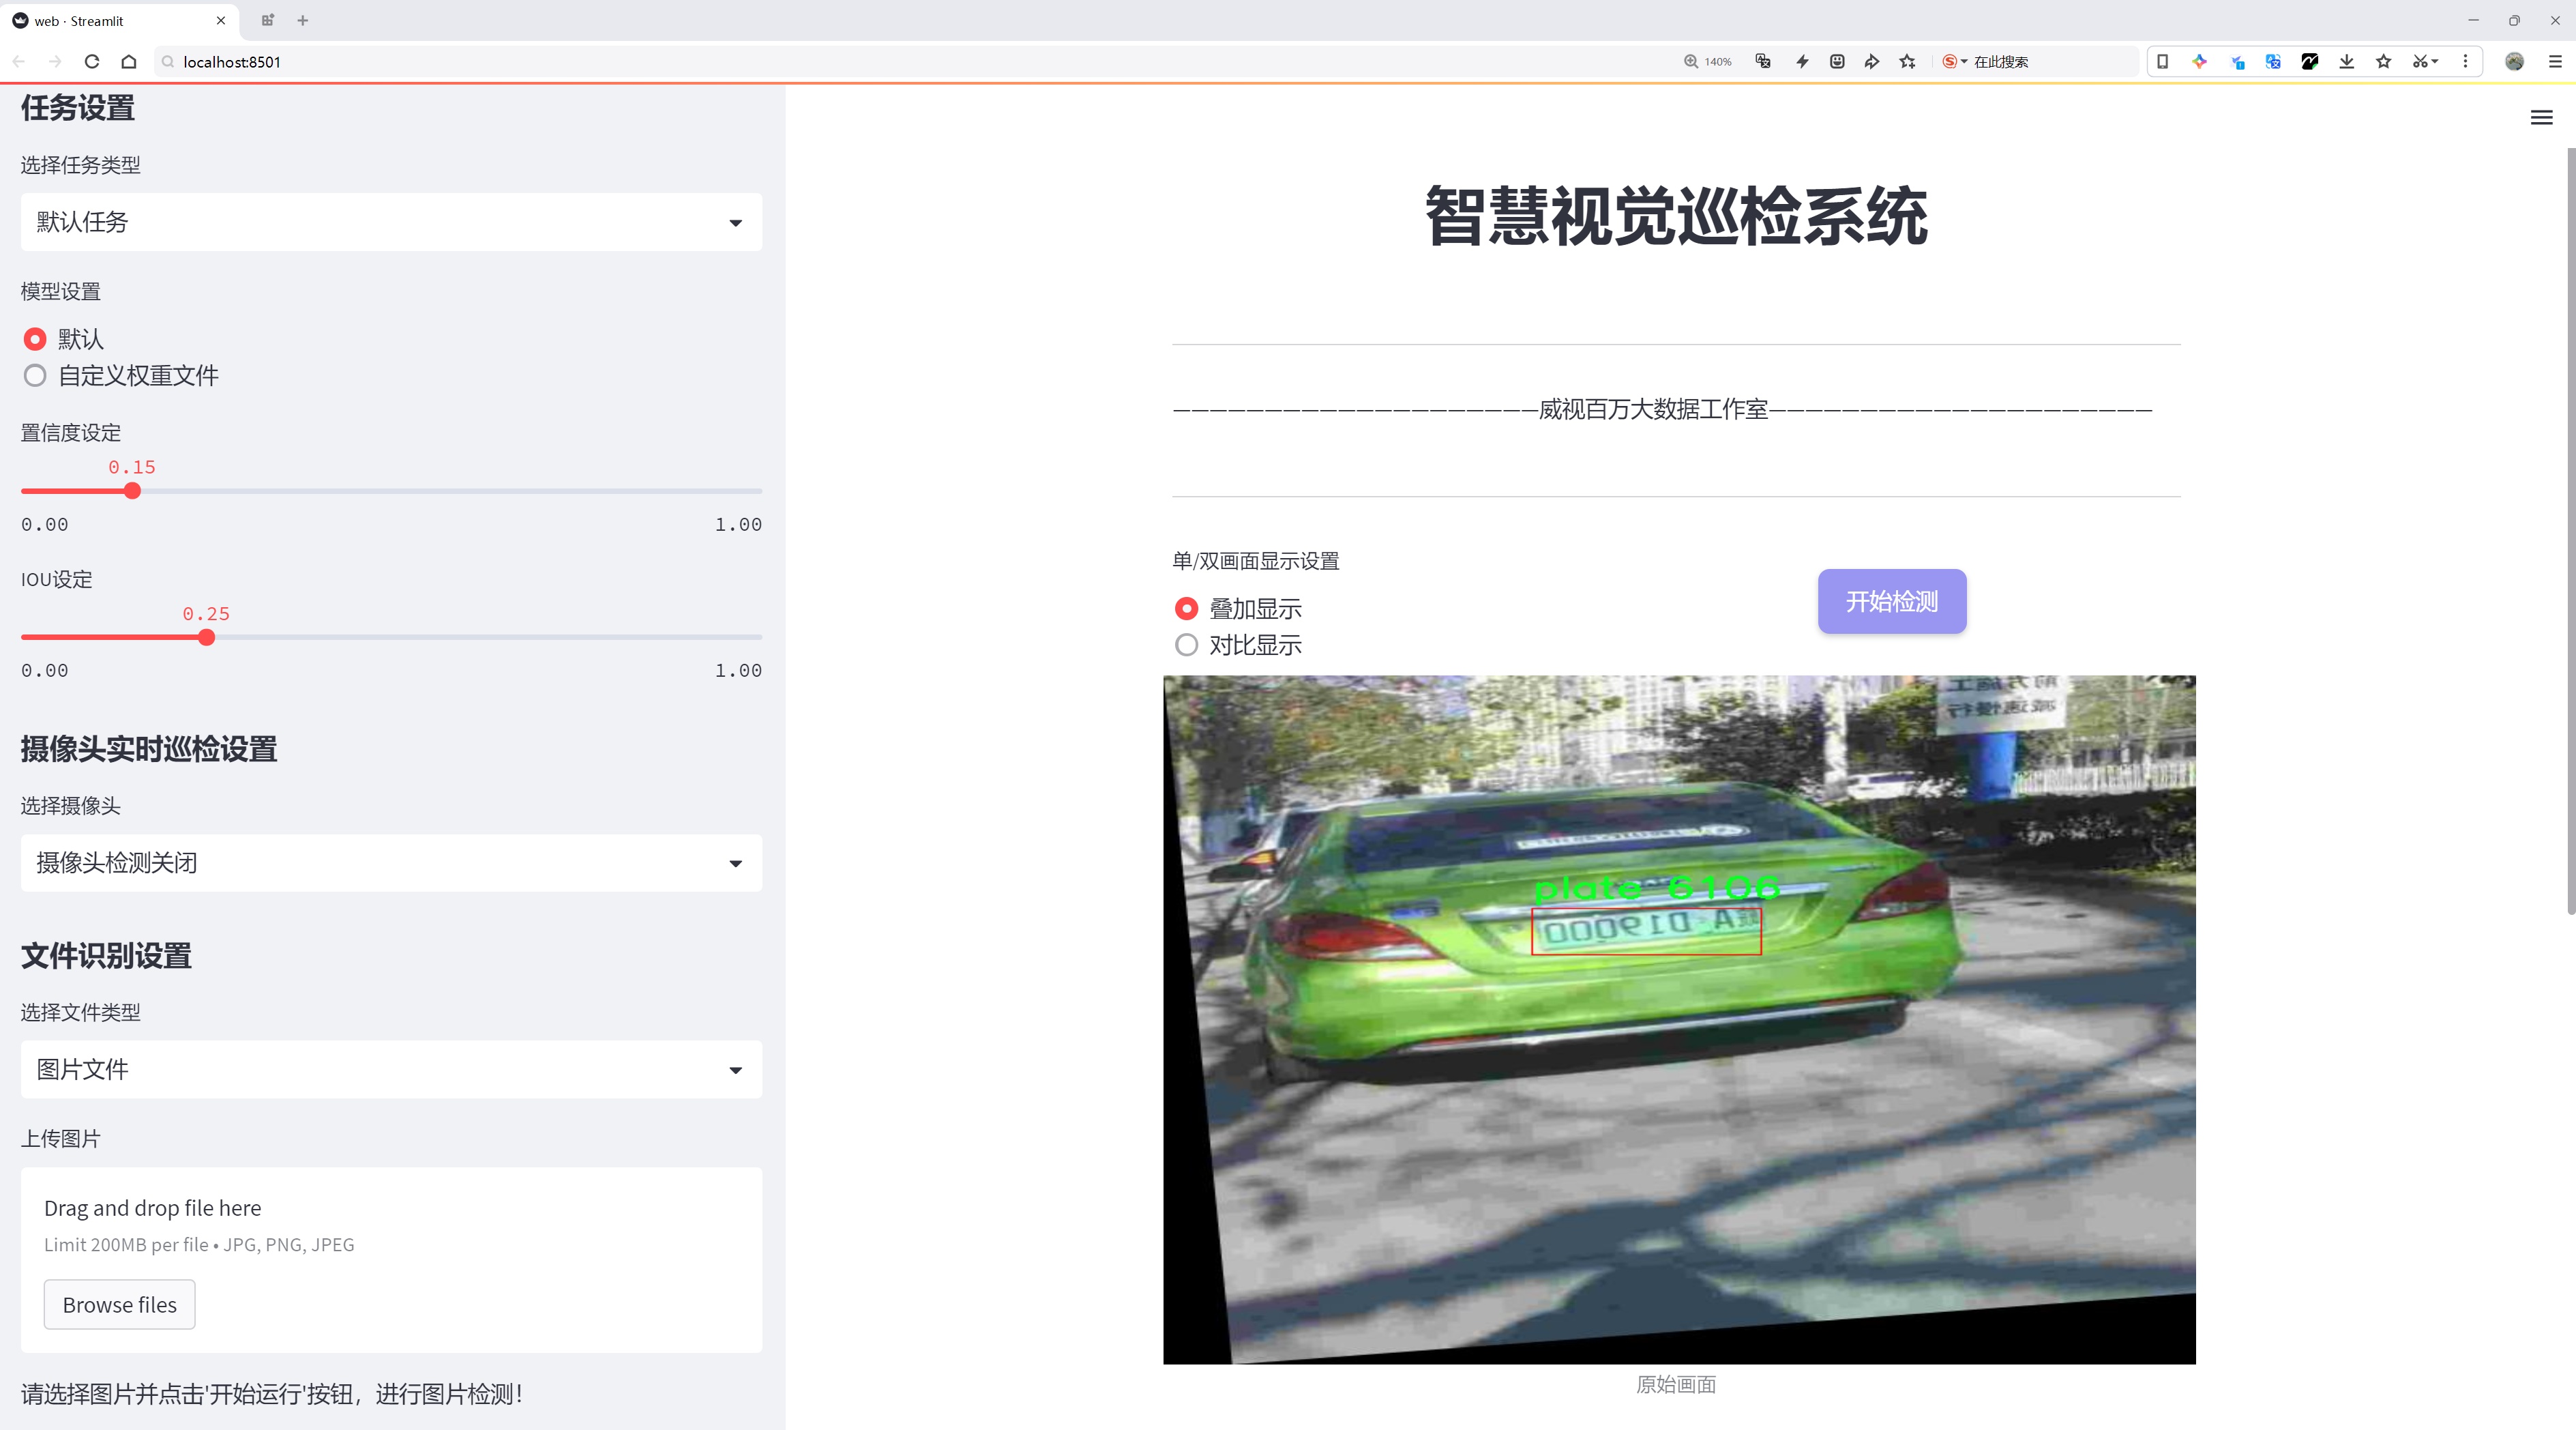 web · Streamlit
localhost:8501
140%
在此搜索
任务设置
选择任务类型
默认任务
模型设置
默认
自定义权重文件
置信度设定
0.15
0.00 1.00
IOU设定
0.25
0.00 1.00
摄像头实时巡检设置
选择摄像头
摄像头检测关闭
文件识别设置
选择文件类型
图片文件
上传图片
Drag and drop file here
Limit 200MB per file • JPG, PNG, JPEG
Browse files
请选择图片并点击'开始运行'按钮，进行图片检测！
智慧视觉巡检系统
————————————————————威视百万大数据工作室—————————————————————
单/双画面显示设置
叠加显示
对比显示
开始检测
plate 6106
皖A·D19000
原始画面